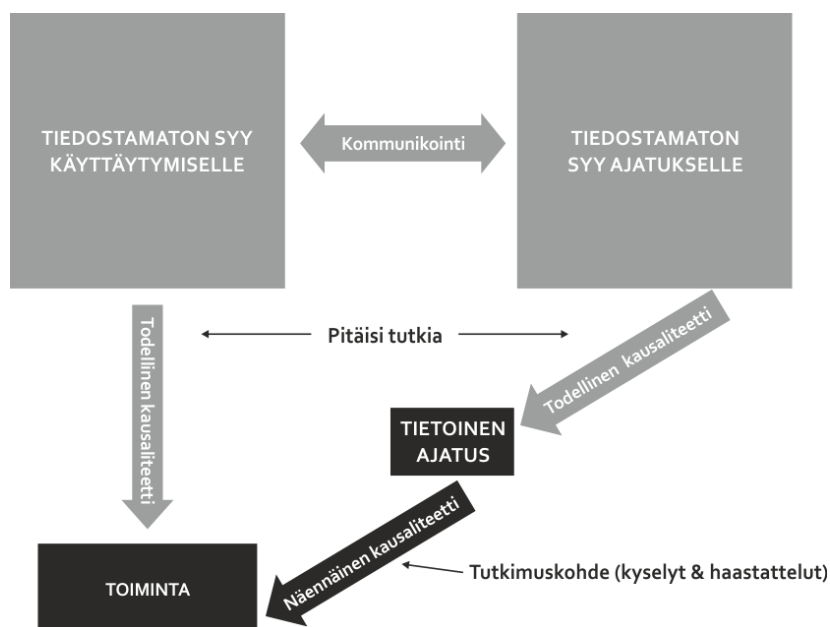 TIEDOSTAMATON SYY
KÄYTTÄYTYMISELLE
Kommunikointi
TIEDOSTAMATON
SYY AJATUKSELLE
Todellinen kausaliteetti
Pitäisi tutkia
Todellinen kausaliteetti
TIETOINEN
AJATUS
Näennäinen kausaliteetti
TOIMINTA
Tutkimuskohde (kyselyt & haastattelut)